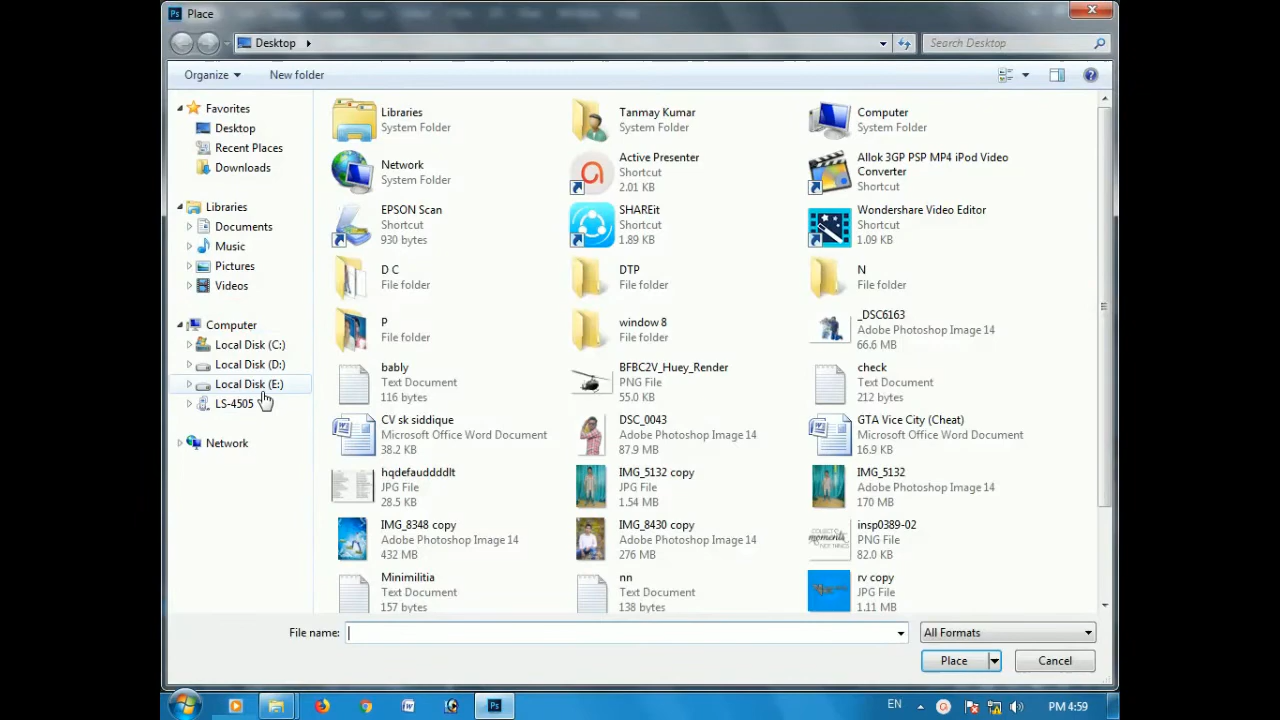 Ps Place
Desktop
Search Desktop
Organize
New folder
Favorites
Desktop
Recent Places
Downloads
Libraries
Documents
Music
Pictures
Videos
Computer
Local Disk (C:)
Local Disk (D:)
Local Disk (E:)
LS-4505
Network
Libraries
System Folder
Tanmay Kumar
System Folder
Computer
System Folder
Network
System Folder
Active Presenter
Shortcut
2.01 KB
Allok 3GP PSP MP4 iPod Video
Converter
Shortcut
EPSON Scan
Shortcut
930 bytes
SHAREit
Shortcut
1.89 KB
Wondershare Video Editor
Shortcut
1.09 KB
D C
File folder
DTP
File folder
N
File folder
P
File folder
window 8
File folder
_DSC6163
Adobe Photoshop Image 14
66.6 MB
bably
Text Document
116 bytes
BFBC2V_Huey_Render
PNG File
382 KB
check
Text Document
212 bytes
CV sk siddique
Microsoft Office Word Document
38.2 KB
DSC_0043
Adobe Photoshop Image 14
87.9 MB
GTA Vice City (Cheat)
Microsoft Office Word Document
16.9 KB
hqdefauddddlt
JPG File
28.5 KB
IMG_5132 copy
JPG File
1.54 MB
IMG_5132
Adobe Photoshop Image 14
170 MB
IMG_8348 copy
Adobe Photoshop Image 14
432 MB
IMG_8430 copy
Adobe Photoshop Image 14
276 MB
insp0389-02
PNG File
82.0 KB
Minimilitia
Text Document
157 bytes
nn
Text Document
138 bytes
rv copy
JPG File
1.11 MB
File name:
All Formats
Place
Cancel
Ps
EN
PM 4:59